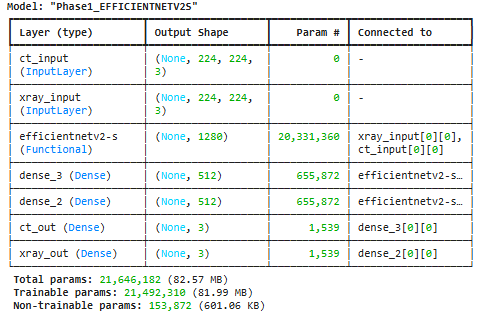 Model: "Phase1_EFFICIENTNETV2S"
Layer (type) Output Shape Param # Connected to
ct_input (None, 224, 224, 0 -
(InputLayer) 3)
xray_input (None, 224, 224, 0 -
(InputLayer) 3)
efficientnetv2-s (None, 1280) 20,331,360 xray_input[0][0],
(Functional) ct_input[0][0]
dense_3 (Dense) (None, 512) 655,872 efficientnetv2-s…
dense_2 (Dense) (None, 512) 655,872 efficientnetv2-s…
ct_out (Dense) (None, 3) 1,539 dense_3[0][0]
xray_out (Dense) (None, 3) 1,539 dense_2[0][0]
Total params: 21,646,182 (82.57 MB)
Trainable params: 21,492,310 (81.99 MB)
Non-trainable params: 153,872 (601.06 KB)